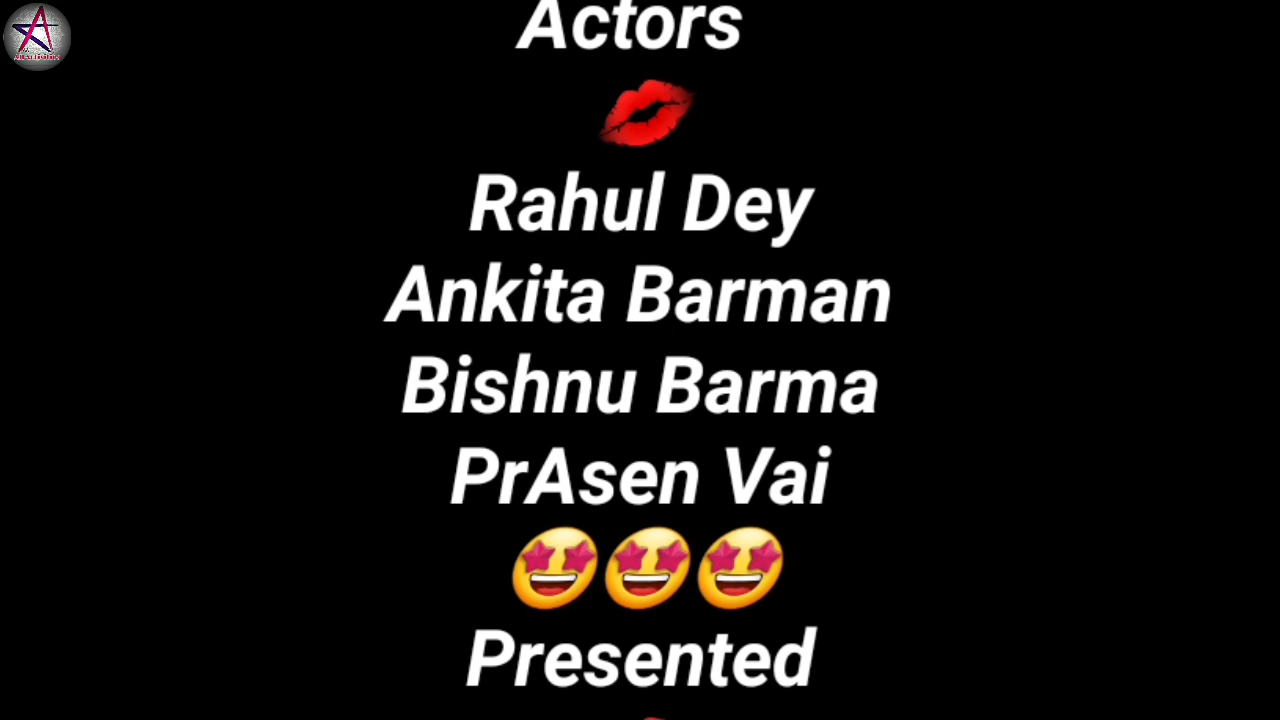 Actors
💋
Rahul Dey
Ankita Barman
Bishnu Barma
PrAsen Vai
🤩🤩🤩
Presented